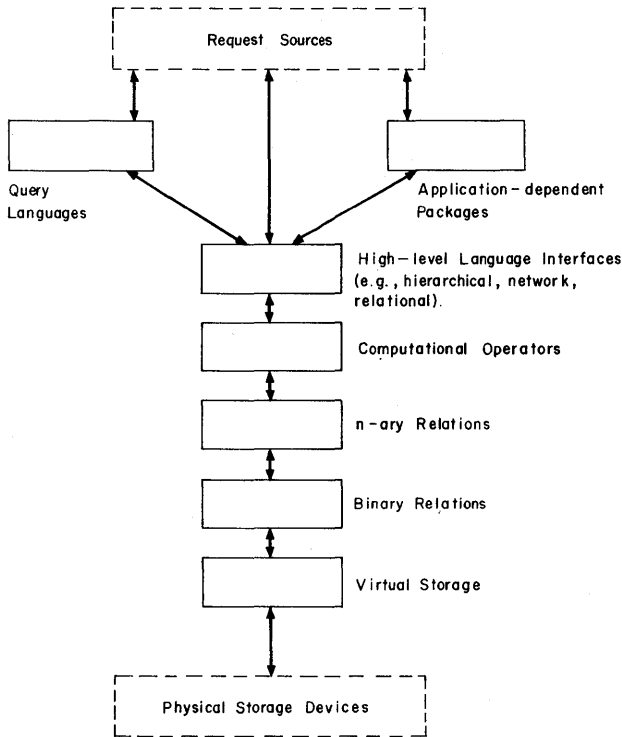 Request Sources
Query
Languages
Application-dependent
Packages
High-level Language Interfaces
(e.g., hierarchical, network,
relational).
Computational Operators
n-ary Relations
Binary Relations
Virtual Storage
Physical Storage Devices